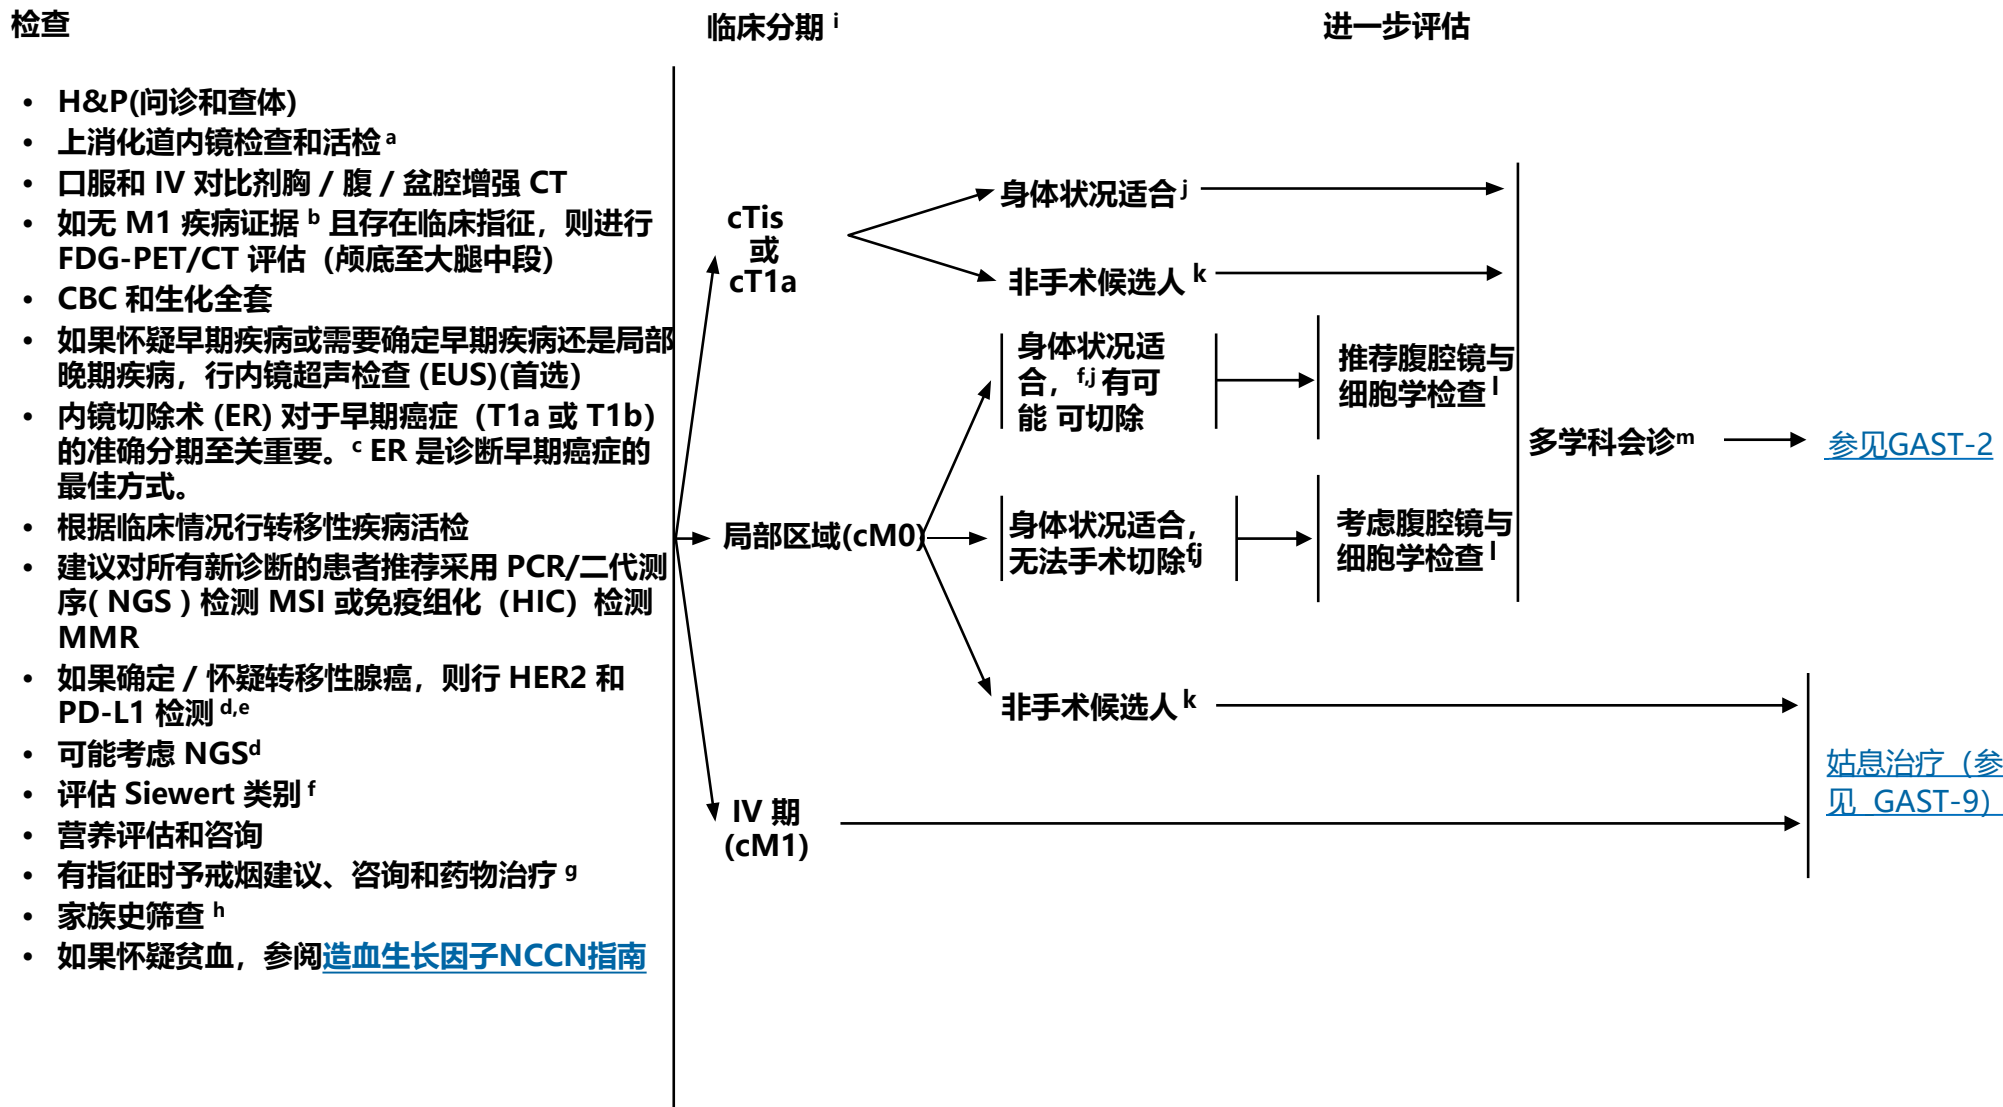 检查
临床分期 i
进一步评估
• H&P(问诊和查体)
• 上消化道内镜检查和活检 a
• 口服和 IV 对比剂胸 / 腹 / 盆腔增强 CT
• 如无 M1 疾病证据 b 且存在临床指征，则进行
FDG-PET/CT 评估（颅底至大腿中段）
• CBC 和生化全套
• 如果怀疑早期疾病或需要确定早期疾病还是局部
晚期疾病，行内镜超声检查 (EUS)(首选）
• 内镜切除术 (ER) 对于早期癌症（T1a 或 T1b）
的准确分期至关重要。c ER 是诊断早期癌症的
最佳方式。
• 根据临床情况行转移性疾病活检
• 建议对所有新诊断的患者推荐采用 PCR/二代测
序( NGS ) 检测 MSI 或免疫组化（HIC）检测
MMR
• 如果确定 / 怀疑转移性腺癌，则行 HER2 和
PD-L1 检测 d,e
• 可能考虑 NGSd
• 评估 Siewert 类别 f
• 营养评估和咨询
• 有指征时予戒烟建议、咨询和药物治疗 g
• 家族史筛查 h
• 如果怀疑贫血，参阅造血生长因子NCCN指南
cTis
或
cT1a
身体状况适合 j
非手术候选人 k
局部区域(cM0)
身体状况适
合，f,j 有可
能 可切除
推荐腹腔镜与
细胞学检查 l
身体状况适合，
无法手术切除f,j
考虑腹腔镜与
细胞学检查 l
非手术候选人 k
多学科会诊m
参见GAST-2
IV 期
(cM1)
姑息治疗（参
见 GAST-9）